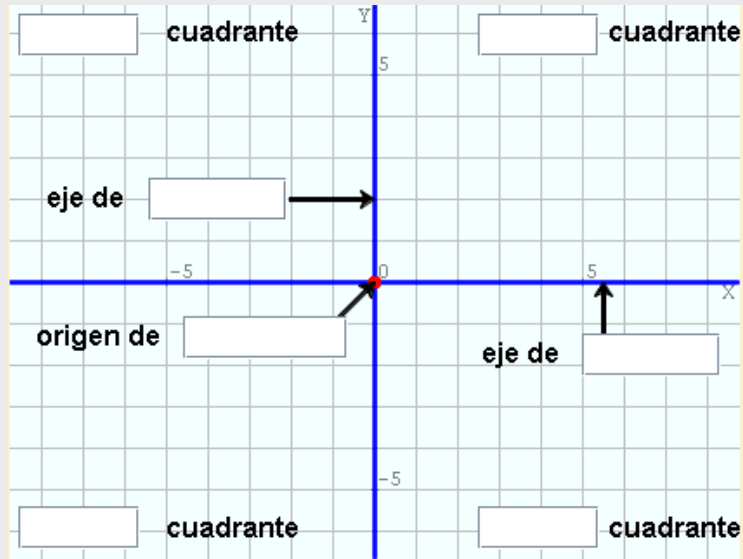 cuadrante
cuadrante
Y
5
eje de
-5
0
5
X
origen de
eje de
-5
cuadrante
cuadrante